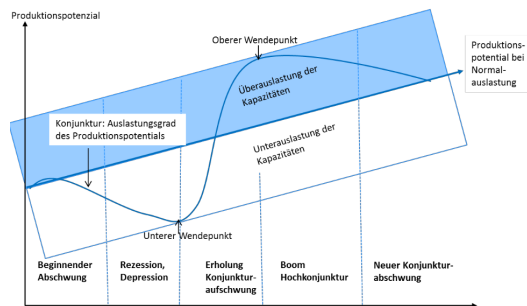 Produktionspotenzial
Oberer Wendepunkt
Produktions-
potential bei
Normal-
auslastung
Überauslastung der
Kapazitäten
Konjunktur: Auslastungsgrad
des Produktionspotentials
Unterauslastung der
Kapazitäten
Unterer Wendepunkt
Beginnender
Abschwung
Rezession,
Depression
Erholung
Konjunktur-
aufschwung
Boom
Hochkonjunktur
Neuer Konjunktur-
abschwung